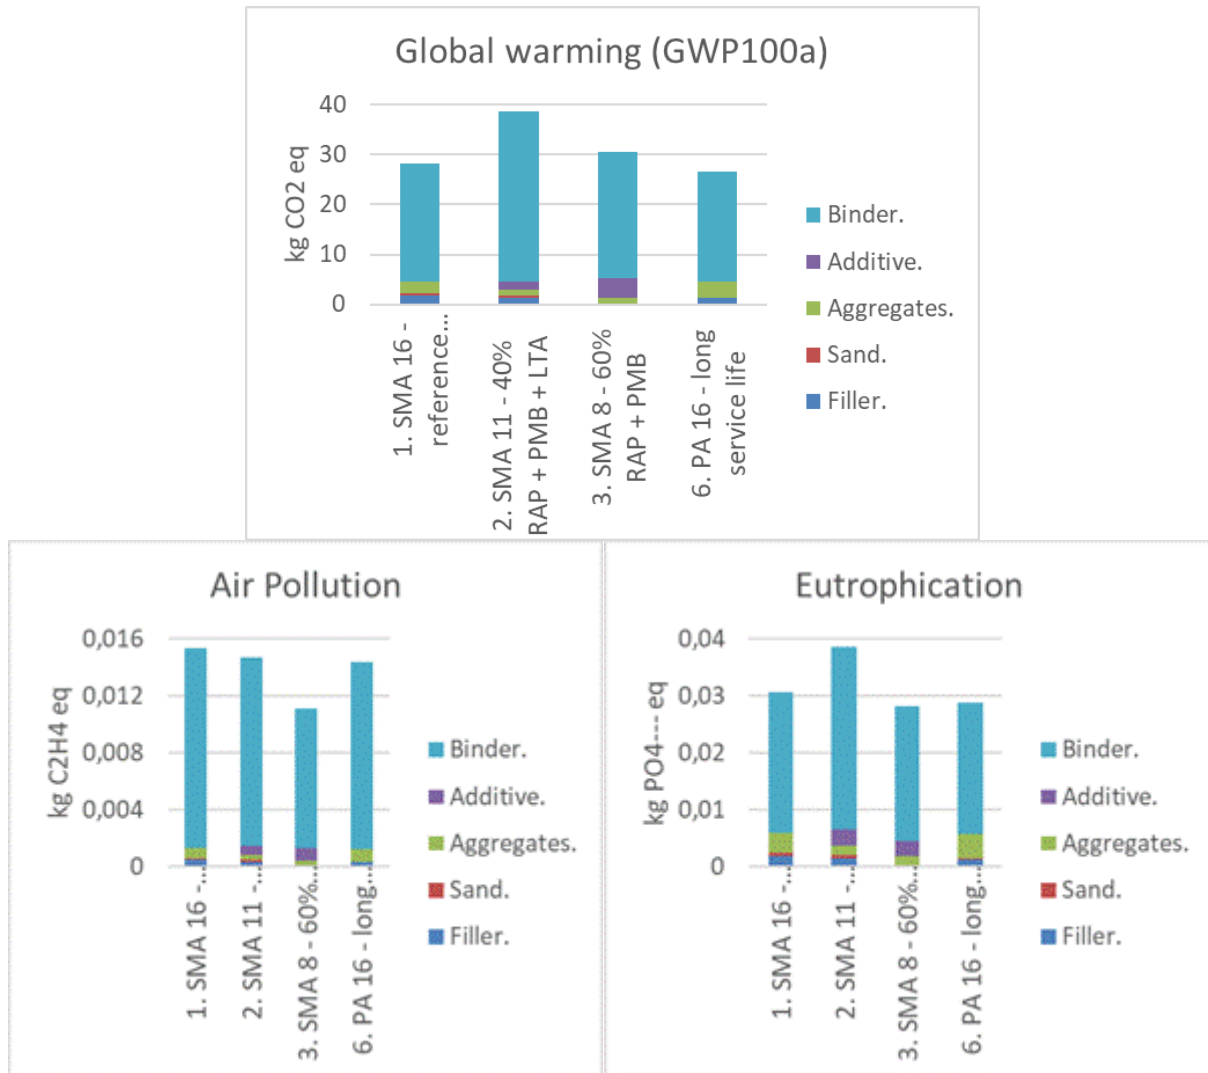 Global warming (GWP100a)
kg CO2 eq
40
30
20
10
0
1. SMA 16 -
reference...
2. SMA 11 - 40%
RAP + PMB + LTA
3. SMA 8 - 60%
RAP + PMB
6. PA 16 - long
service life
Binder.
Additive.
Aggregates.
Sand.
Filler.
Air Pollution
kg C2H4 eq
0,016
0,012
0,008
0,004
0
1. SMA 16 -...
2. SMA 11 -...
3. SMA 8 - 60%...
6. PA 16 - long...
Binder.
Additive.
Aggregates.
Sand.
Filler.
Eutrophication
kg PO4--- eq
0,04
0,03
0,02
0,01
0
1. SMA 16 -...
2. SMA 11 -...
3. SMA 8 - 60%...
6. PA 16 - long...
Binder.
Additive.
Aggregates.
Sand.
Filler.